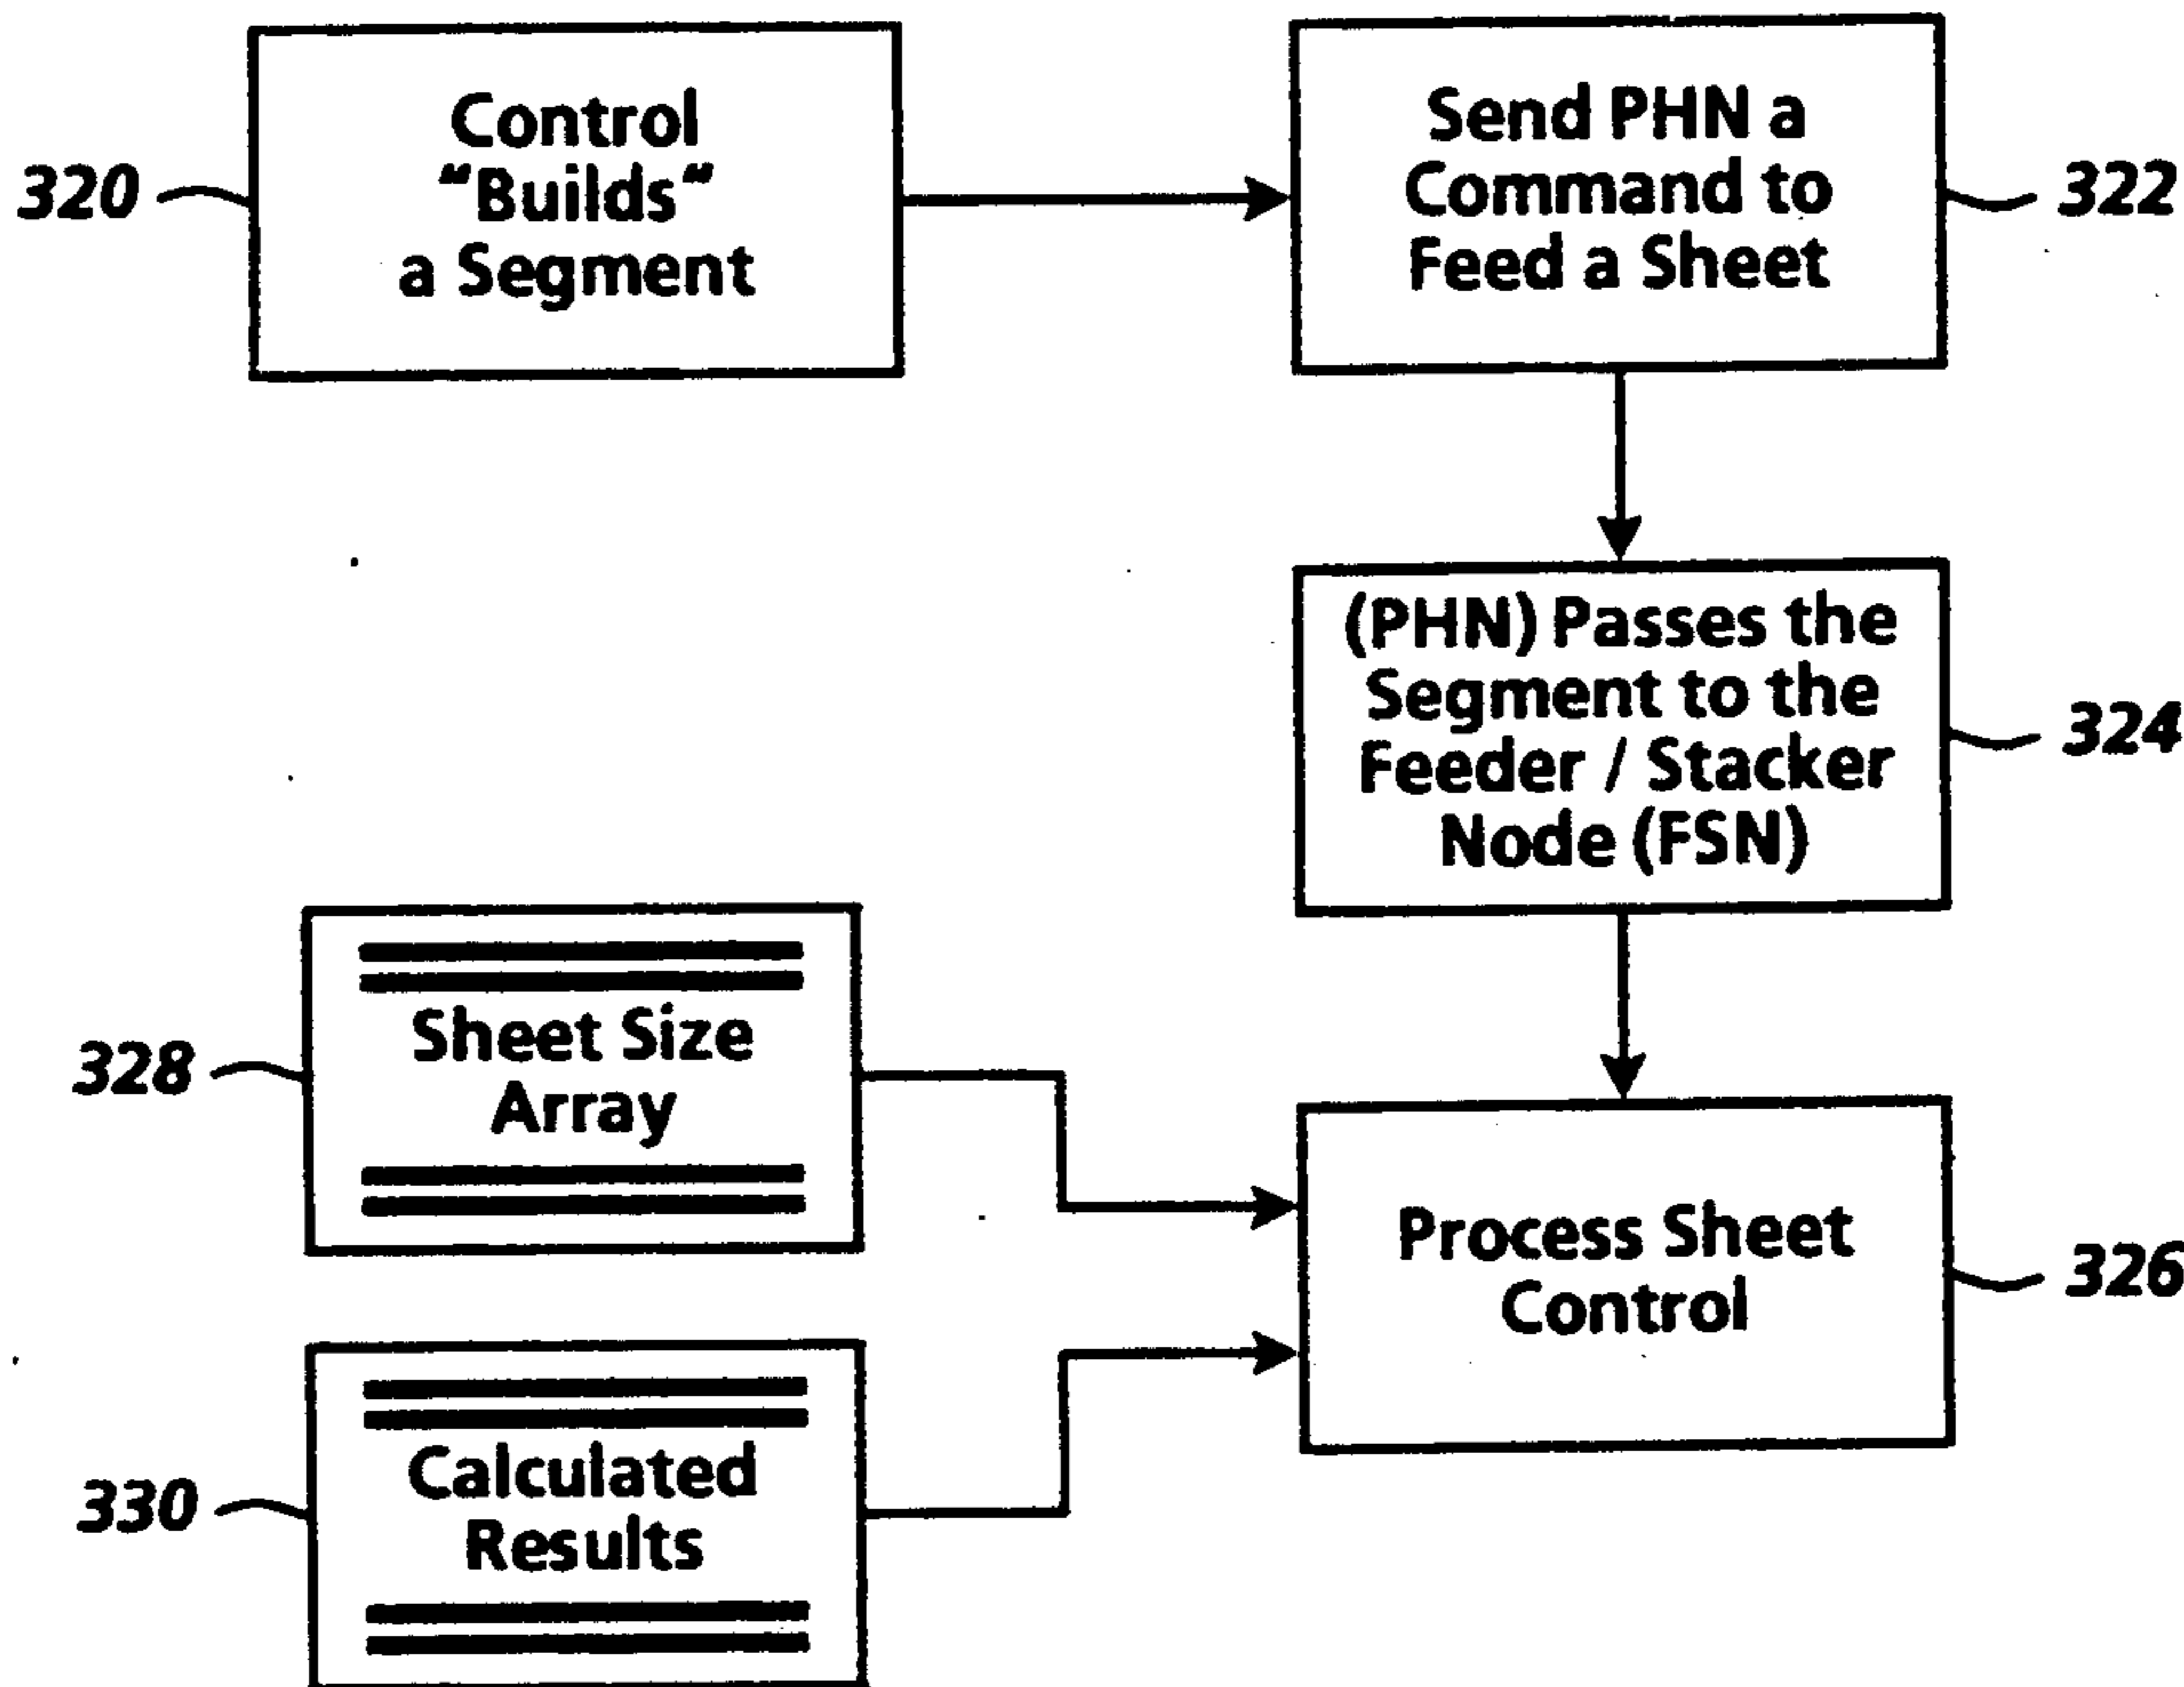 Control
"Builds"
a Segment
320
Send PHN a
Command to
Feed a Sheet
322
(PHN) Passes the
Segment to the
Feeder / Stacker
Node (FSN)
324
Sheet Size
Array
328
Process Sheet
Control
326
Calculated
Results
330